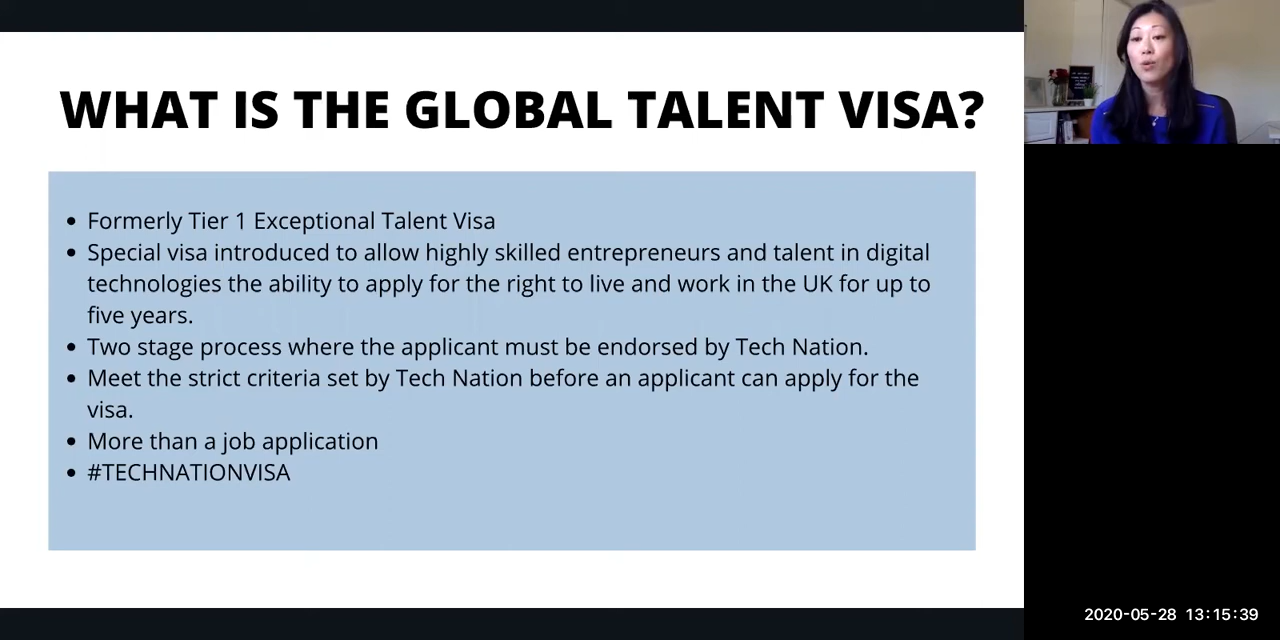 WHAT IS THE GLOBAL TALENT VISA?
• Formerly Tier 1 Exceptional Talent Visa
• Special visa introduced to allow highly skilled entrepreneurs and talent in digital
technologies the ability to apply for the right to live and work in the UK for up to
five years.
• Two stage process where the applicant must be endorsed by Tech Nation.
• Meet the strict criteria set by Tech Nation before an applicant can apply for the
visa.
• More than a job application
• #TECHNATIONVISA
2020-05-28 13:15:39